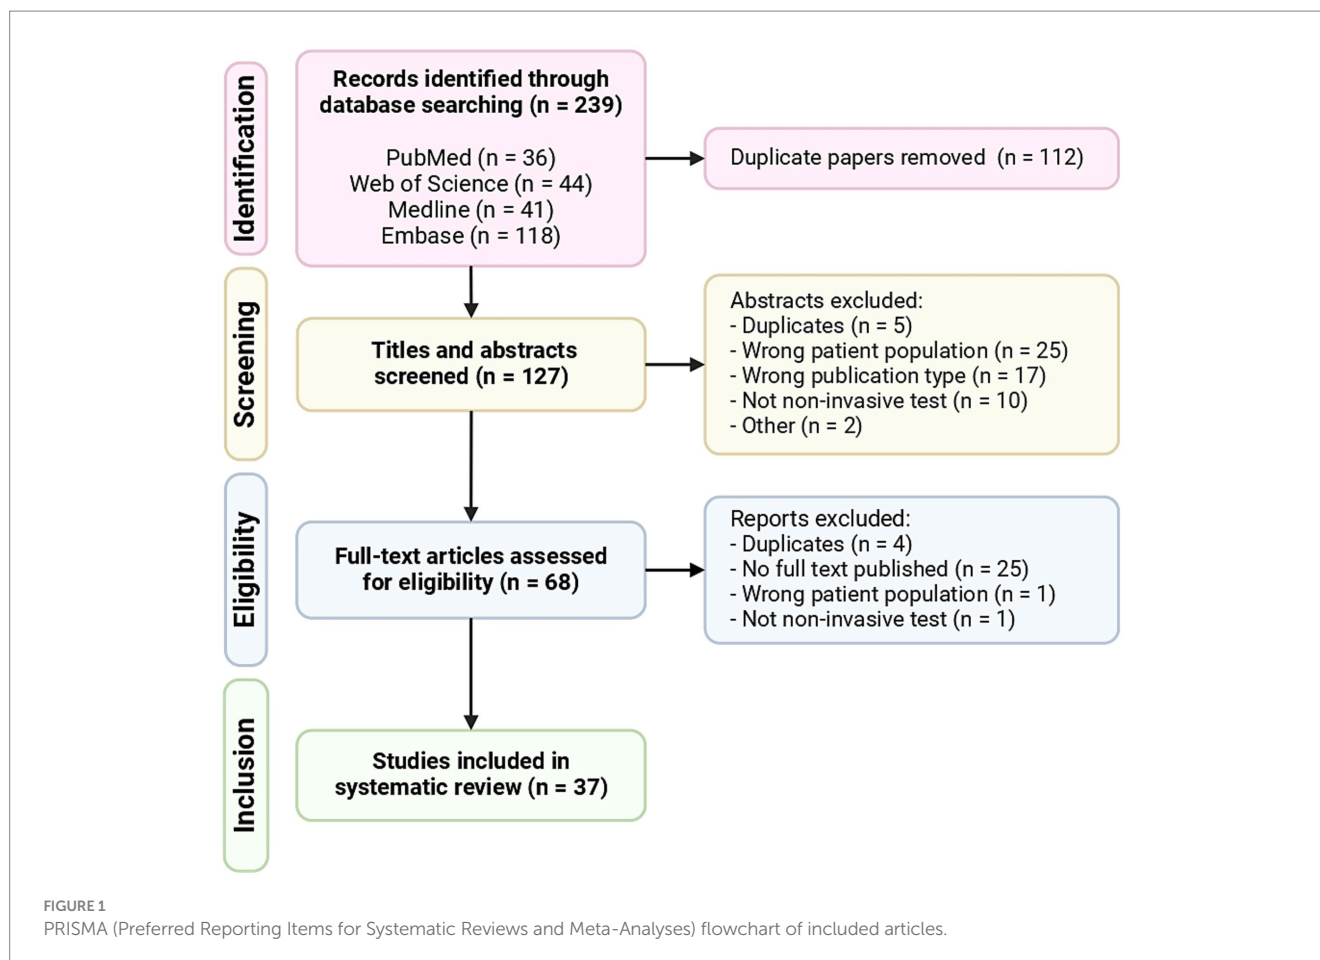 Identification
Records identified through
database searching (n = 239)
PubMed (n = 36)
Web of Science (n = 44)
Medline (n = 41)
Embase (n = 118)
Duplicate papers removed (n = 112)
Screening
Titles and abstracts
screened (n = 127)
Abstracts excluded:
- Duplicates (n = 5)
- Wrong patient population (n = 25)
- Wrong publication type (n = 17)
- Not non-invasive test (n = 10)
- Other (n = 2)
Eligibility
Full-text articles assessed
for eligibility (n = 68)
Reports excluded:
- Duplicates (n = 4)
- No full text published (n = 25)
- Wrong patient population (n = 1)
- Not non-invasive test (n = 1)
Inclusion
Studies included in
systematic review (n = 37)
FIGURE 1
PRISMA (Preferred Reporting Items for Systematic Reviews and Meta-Analyses) flowchart of included articles.